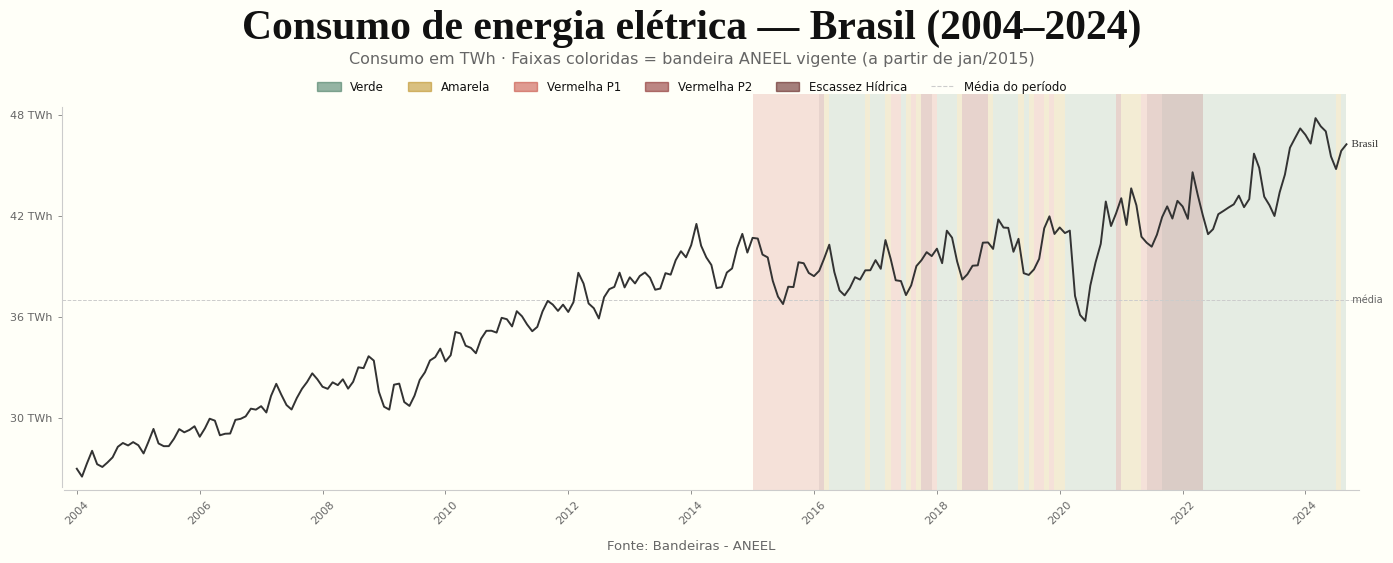 Consumo de energia elétrica — Brasil (2004–2024)
Consumo em TWh · Faixas coloridas = bandeira ANEEL vigente (a partir de jan/2015)
Verde Amarela Vermelha P1 Vermelha P2 Escassez Hídrica Média do período
48 TWh
Brasil
42 TWh
média
36 TWh
30 TWh
2004 2006 2008 2010 2012 2014 2016 2018 2020 2022 2024
Fonte: Bandeiras - ANEEL